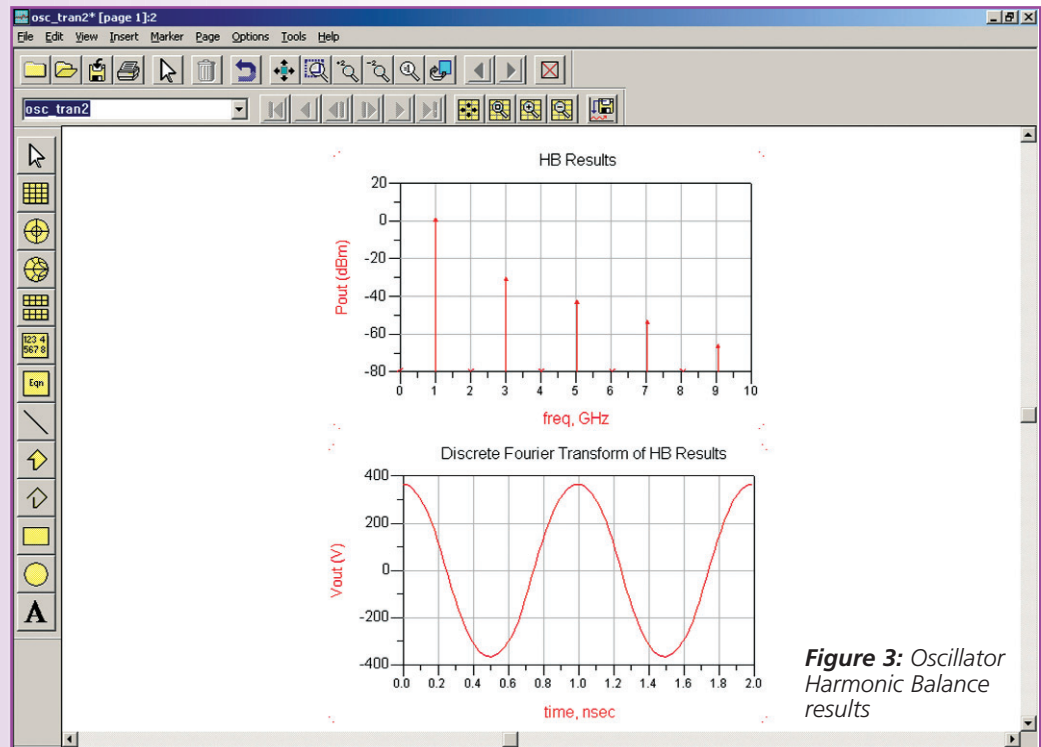 osc_tran2* [page 1]:2
File Edit View Insert Marker Page Options Tools Help
osc_tran2
123 4
567 8
Eqn
A
HB Results
Pout (dBm)
20
0
-20
-40
-60
-80
0 1 2 3 4 5 6 7 8 9 10
freq, GHz
Discrete Fourier Transform of HB Results
Vout (V)
400
200
0
-200
-400
0.0 0.2 0.4 0.6 0.8 1.0 1.2 1.4 1.6 1.8 2.0
time, nsec
Figure 3: Oscillator
Harmonic Balance
results